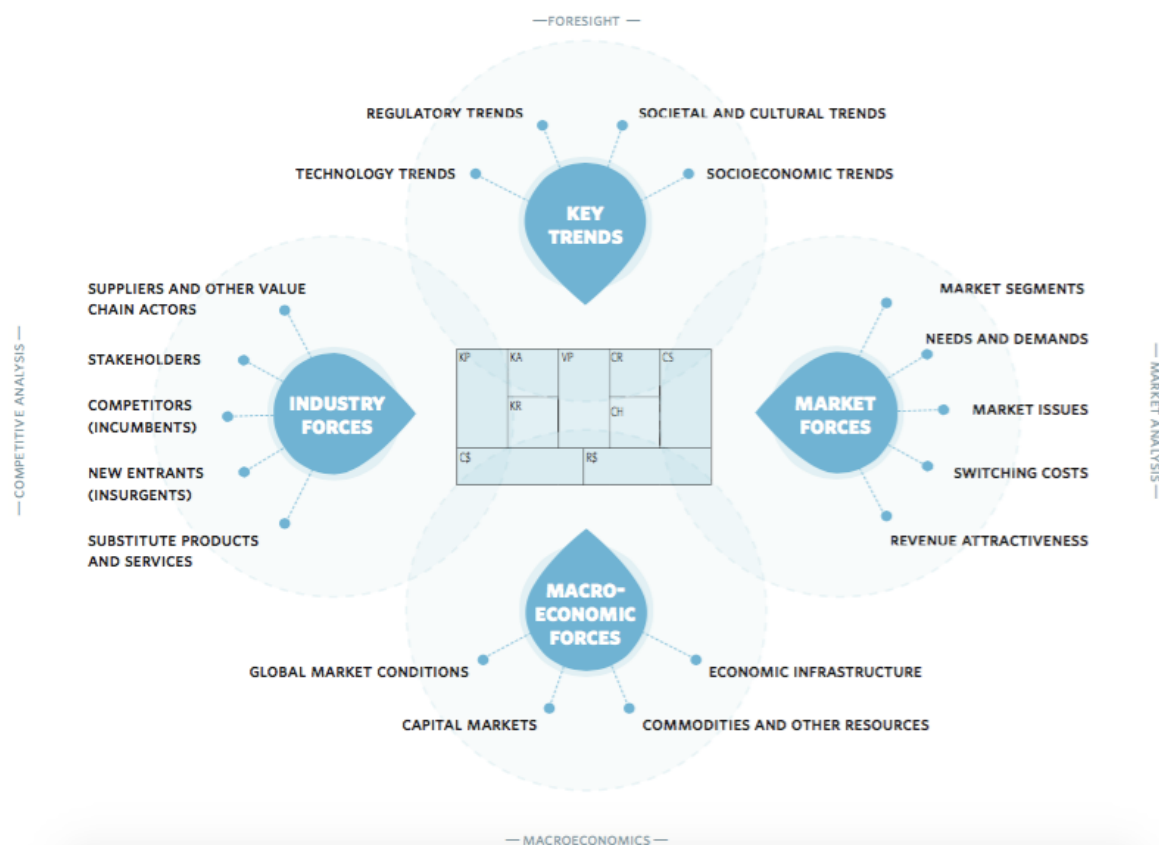 — FORESIGHT —
REGULATORY TRENDS
SOCIETAL AND CULTURAL TRENDS
TECHNOLOGY TRENDS
SOCIOECONOMIC TRENDS
KEY
TRENDS
— COMPETITIVE ANALYSIS —
SUPPLIERS AND OTHER VALUE
CHAIN ACTORS
STAKEHOLDERS
COMPETITORS
(INCUMBENTS)
NEW ENTRANTS
(INSURGENTS)
SUBSTITUTE PRODUCTS
AND SERVICES
INDUSTRY
FORCES
KP
KA
VP
CR
CS
KR
CH
C$
R$
MARKET
FORCES
MARKET SEGMENTS
NEEDS AND DEMANDS
MARKET ISSUES
SWITCHING COSTS
REVENUE ATTRACTIVENESS
— MARKET ANALYSIS —
MACRO-
ECONOMIC
FORCES
GLOBAL MARKET CONDITIONS
ECONOMIC INFRASTRUCTURE
CAPITAL MARKETS
COMMODITIES AND OTHER RESOURCES
— MACROECONOMICS —